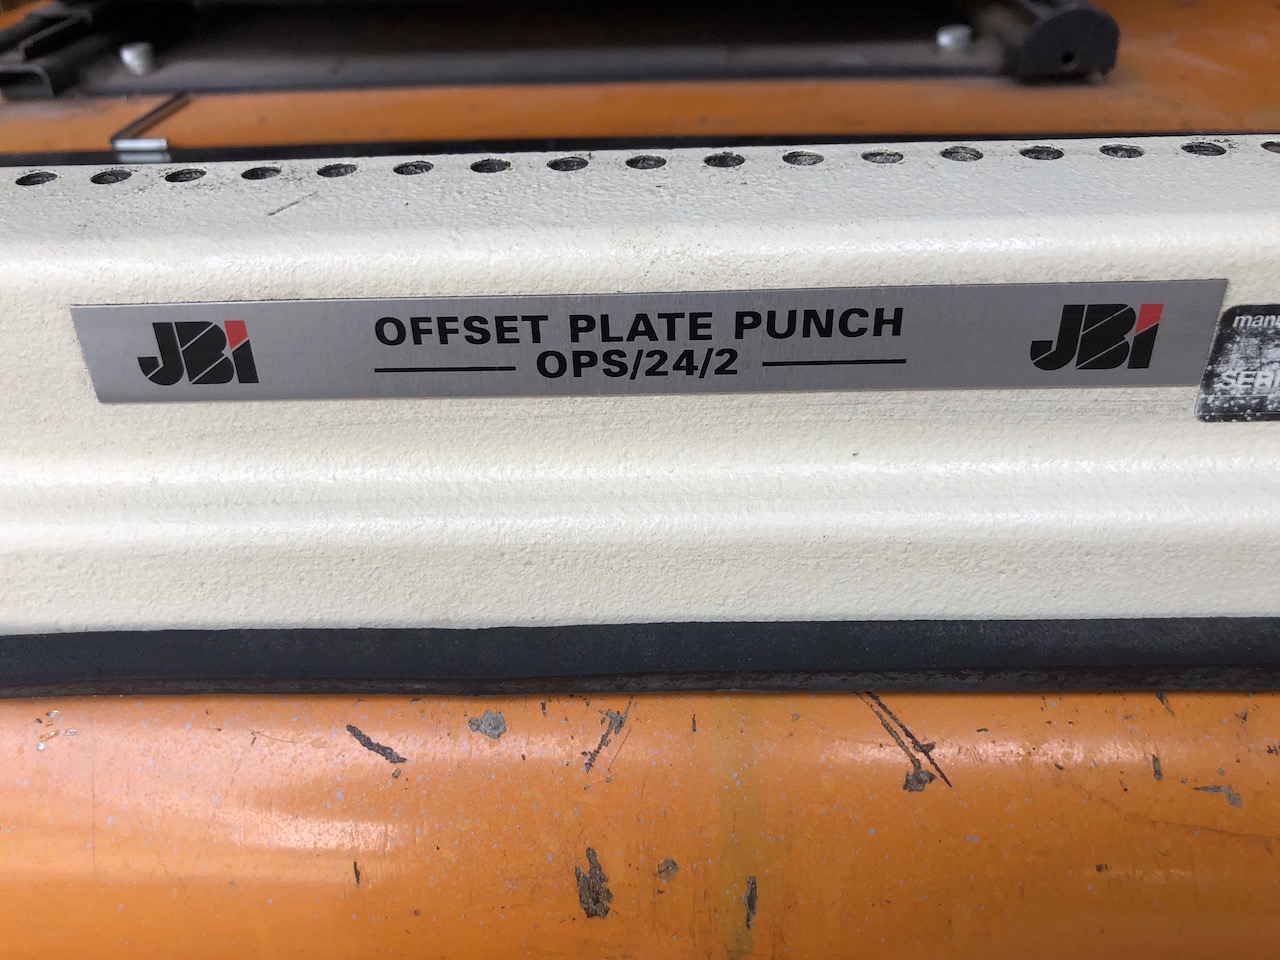 JBi
OFFSET PLATE PUNCH
OPS/24/2
JBi